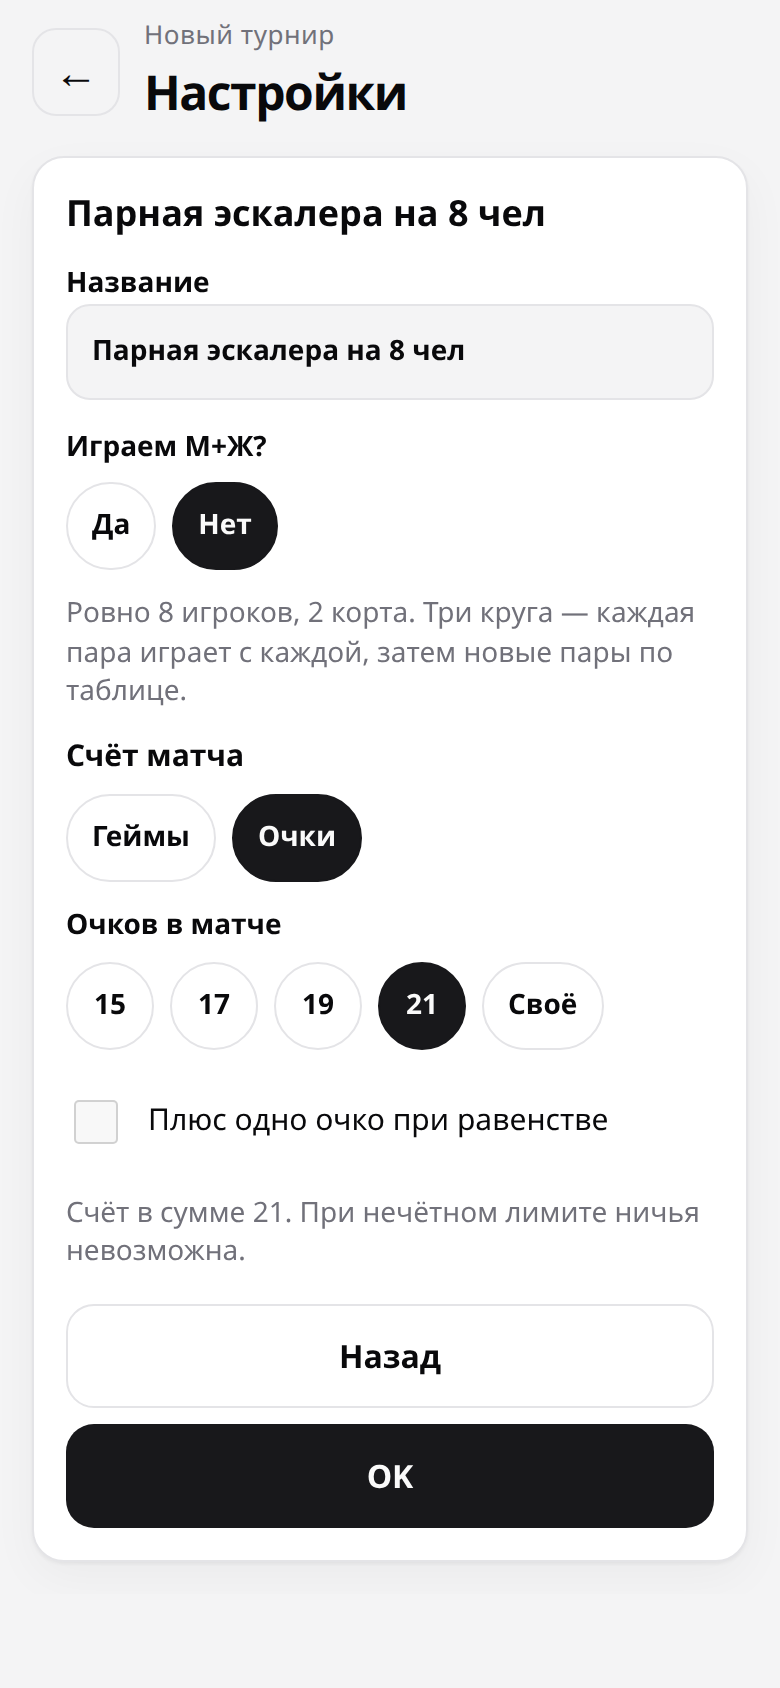 Новый турнир
←
Настройки
Парная эскалера на 8 чел
Название
Парная эскалера на 8 чел
Играем М+Ж?
Да Нет
Ровно 8 игроков, 2 корта. Три круга — каждая
пара играет с каждой, затем новые пары по
таблице.
Счёт матча
Геймы Очки
Очков в матче
15 17 19 21 Своё
Плюс одно очко при равенстве
Счёт в сумме 21. При нечётном лимите ничья
невозможна.
Назад
OK